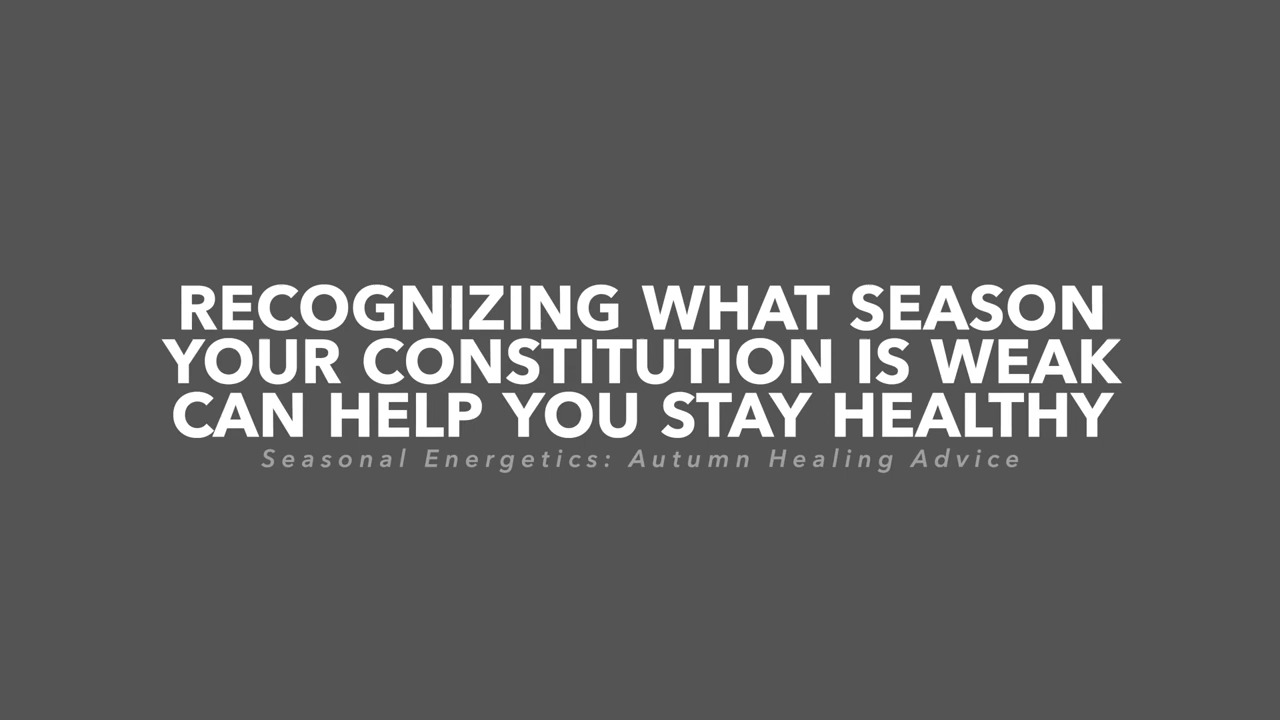 RECOGNIZING WHAT SEASON
YOUR CONSTITUTION IS WEAK
CAN HELP YOU STAY HEALTHY
Seasonal Energetics: Autumn Healing Advice